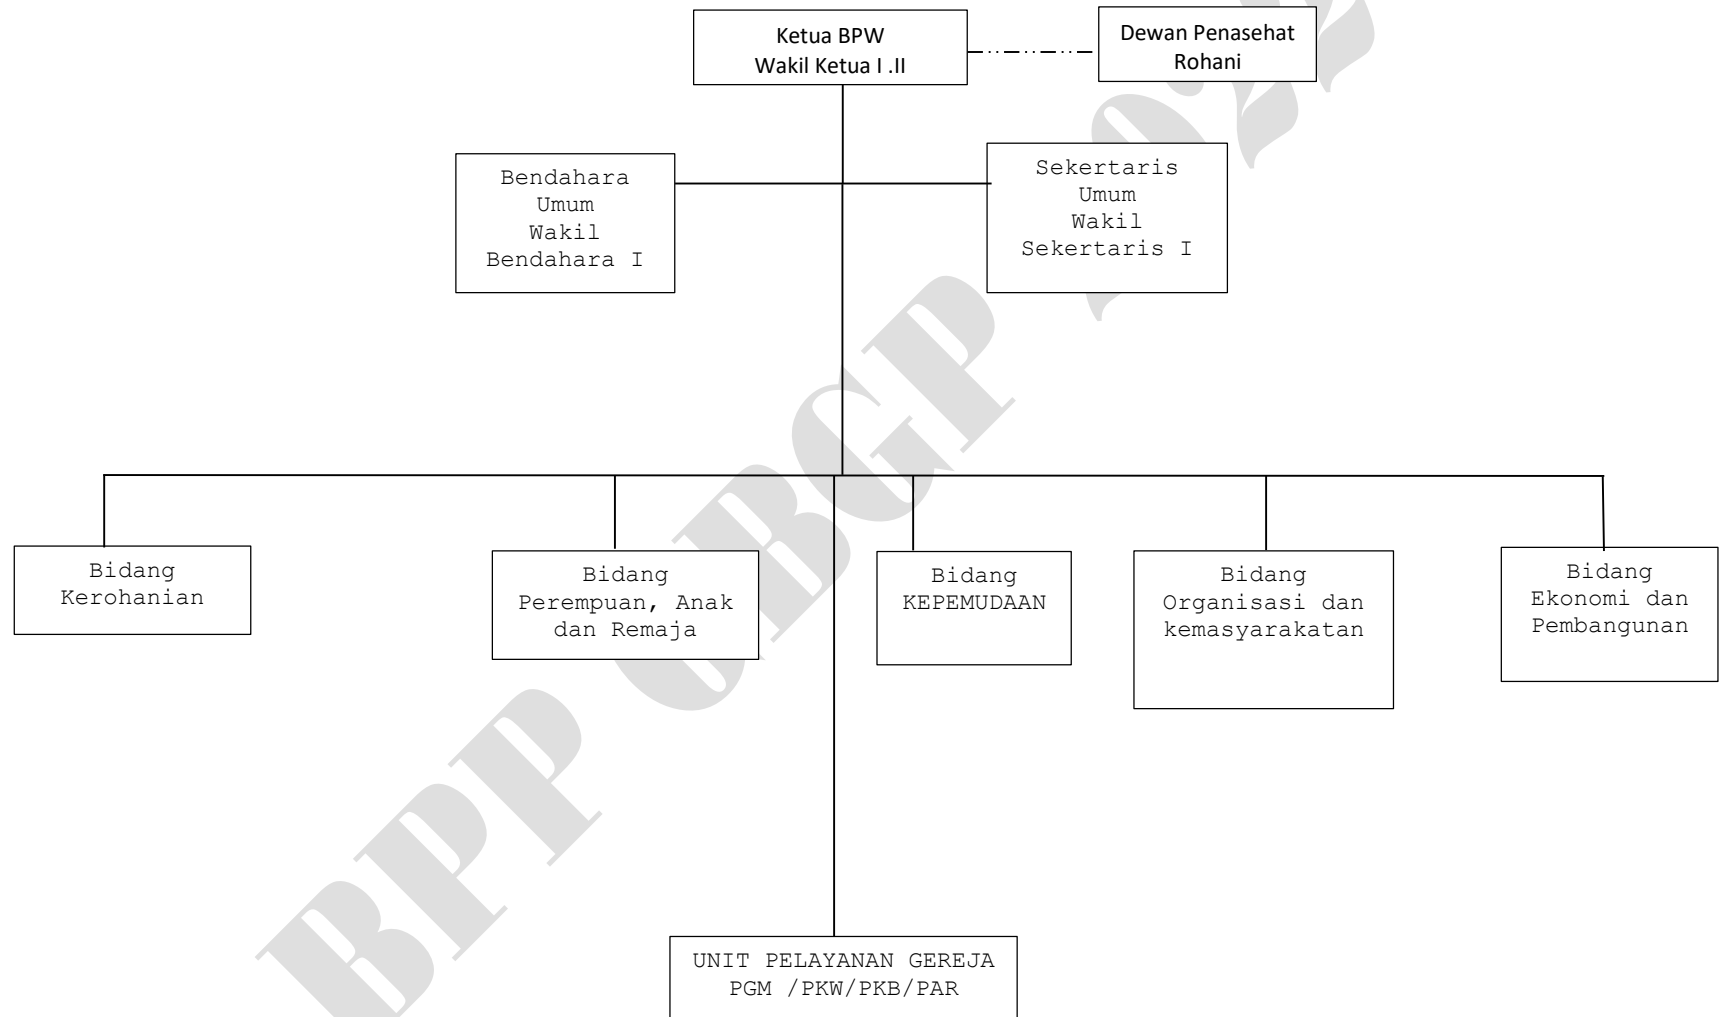 Ketua BPW
Wakil Ketua I .II
Dewan Penasehat
Rohani
Bendahara
Umum
Wakil
Bendahara I
Sekertaris
Umum
Wakil
Sekertaris I
Bidang
Kerohanian
Bidang
Perempuan, Anak
dan Remaja
Bidang
KEPEMUDAAN
Bidang
Organisasi dan
kemasyarakatan
Bidang
Ekonomi dan
Pembangunan
UNIT PELAYANAN GEREJA
PGM /PKW/PKB/PAR